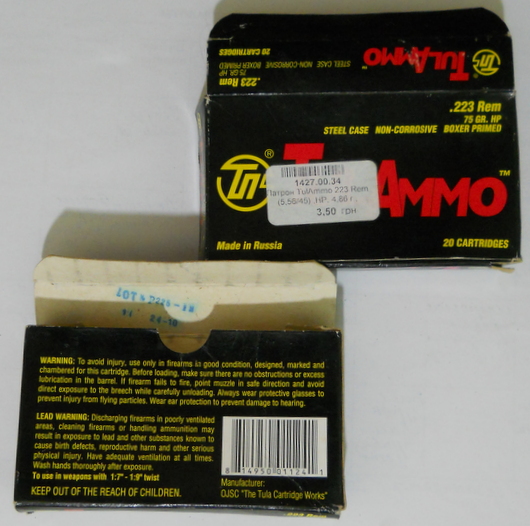 TULAMMO™
20 CARTRIDGES
STEEL CASE NON-CORROSIVE BOXER PRIMED
75 GR. HP
.223 Rem
.223 Rem
75 GR. HP
STEEL CASE NON-CORROSIVE BOXER PRIMED
®
1427.00.34
Патрон TulAmmo 223 Rem
(5,56/45) HP 4,86 г.
3,50 грн
AMMO™
Made in Russia
20 CARTRIDGES
WARNING: To avoid injury, use only in firearms in good condition, designed, marked and
chambered for this cartridge. Before loading, make sure there are no obstructions or excess
lubrication in the barrel. If firearm fails to fire, point muzzle in safe direction and avoid
direct exposure to the breech while carefully unloading. Always wear protective glasses to
prevent injury from flying particles. Wear ear protection to prevent damage to hearing.
LEAD WARNING: Discharging firearms in poorly ventilated
areas, cleaning firearms or handling ammunition may
result in exposure to lead and other substances known to
cause birth defects, reproductive harm and other serious
physical injury. Have adequate ventilation at all times.
Wash hands thoroughly after exposure.
To use in weapons with 1:7" - 1:9" twist
KEEP OUT OF THE REACH OF CHILDREN.
8 14950 01124 1
Manufacturer:
OJSC "The Tula Cartridge Works"
.223 Rem